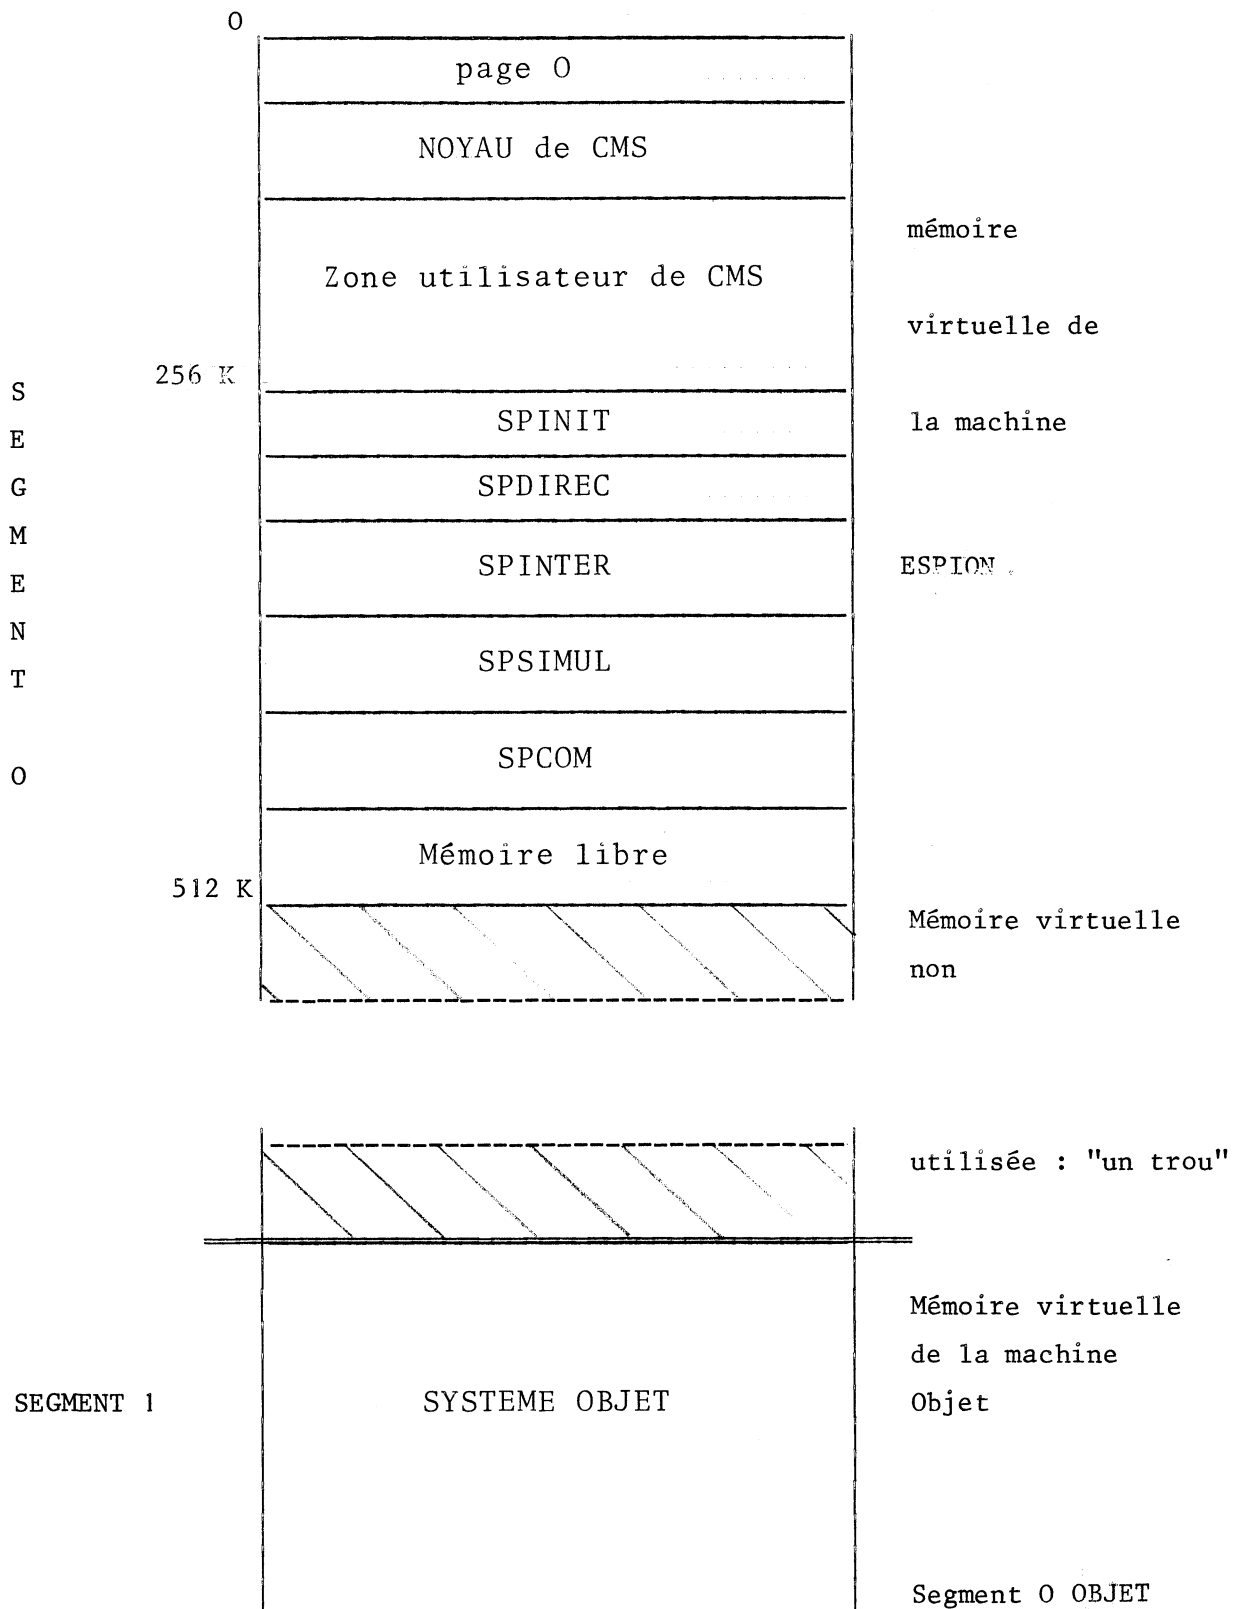 0
page 0
NOYAU de CMS
mémoire
Zone utilisateur de CMS
virtuelle de
256 K
SPINIT
la machine
SPDIREC
SPINTER
ESPION.
SPSIMUL
SPCOM
SEGMENT 0
Mémoire libre
512 K
Mémoire virtuelle
non
utilisée : "un trou"
Mémoire virtuelle
de la machine
SEGMENT 1
SYSTEME OBJET
Objet
Segment 0 OBJET